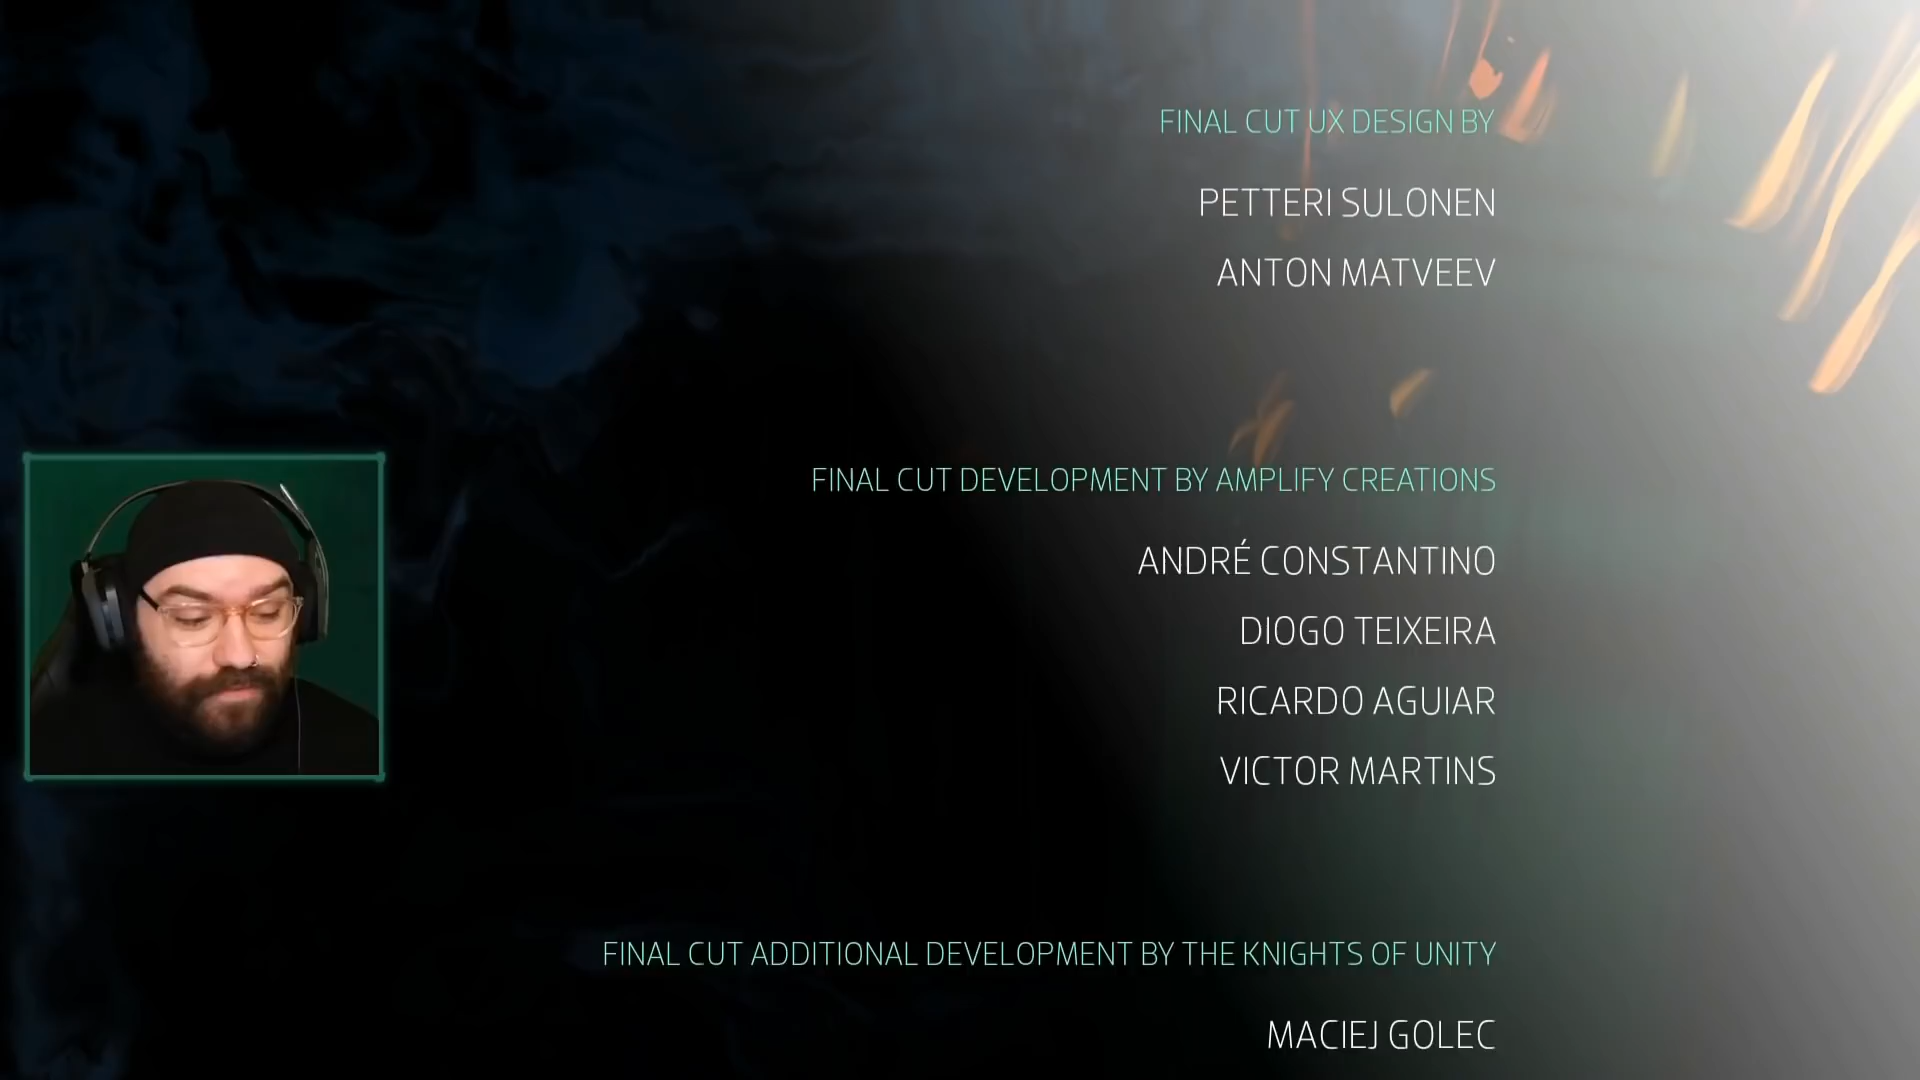 FINAL CUT UX DESIGN BY
PETTERI SULONEN
ANTON MATVEEV
FINAL CUT DEVELOPMENT BY AMPLIFY CREATIONS
ANDRÉ CONSTANTINO
DIOGO TEIXEIRA
RICARDO AGUIAR
VICTOR MARTINS
FINAL CUT ADDITIONAL DEVELOPMENT BY THE KNIGHTS OF UNITY
MACIEJ GOLEC